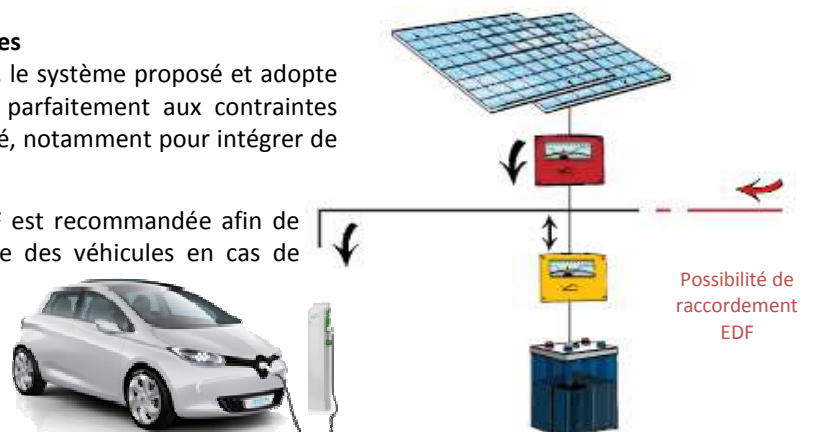 es
le système proposé et adopte
parfaitement aux contraintes
é, notamment pour intégrer de
est recommandée afin de
e des véhicules en cas de
Possibilité de
raccordement
EDF